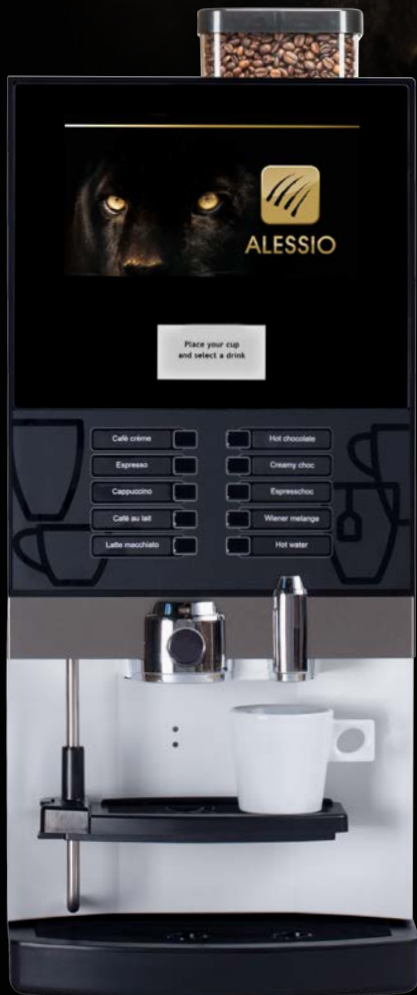 ALESSIO
Place your cup
and select a drink
Café crème
Hot chocolate
Espresso
Creamy choc
Cappuccino
Espresschoc
Café au lait
Wiener melange
Latte macchiato
Hot water